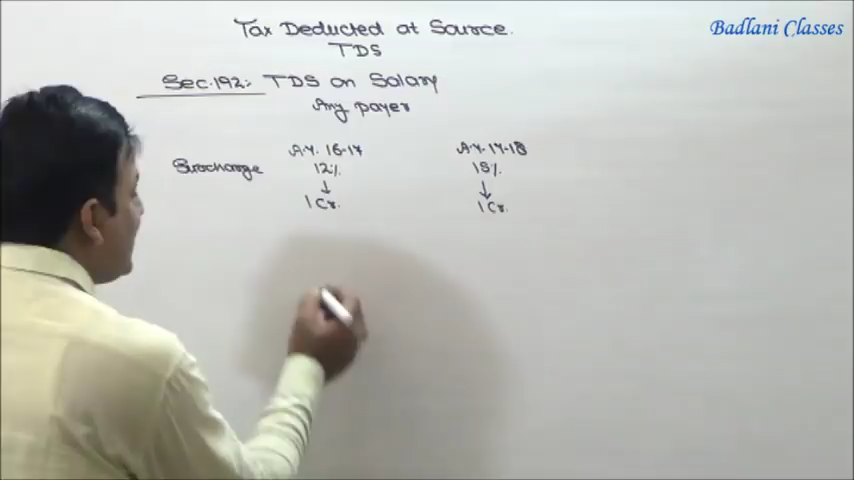 Tax Deducted at Source.
Badlani Classes
TDS
Sec.192:- TDS on Salary
Any payer
A.Y. 16-17 A.Y. 17-18
Surcharge 12% 15%
↓ ↓
1 Cr. 1 Cr.